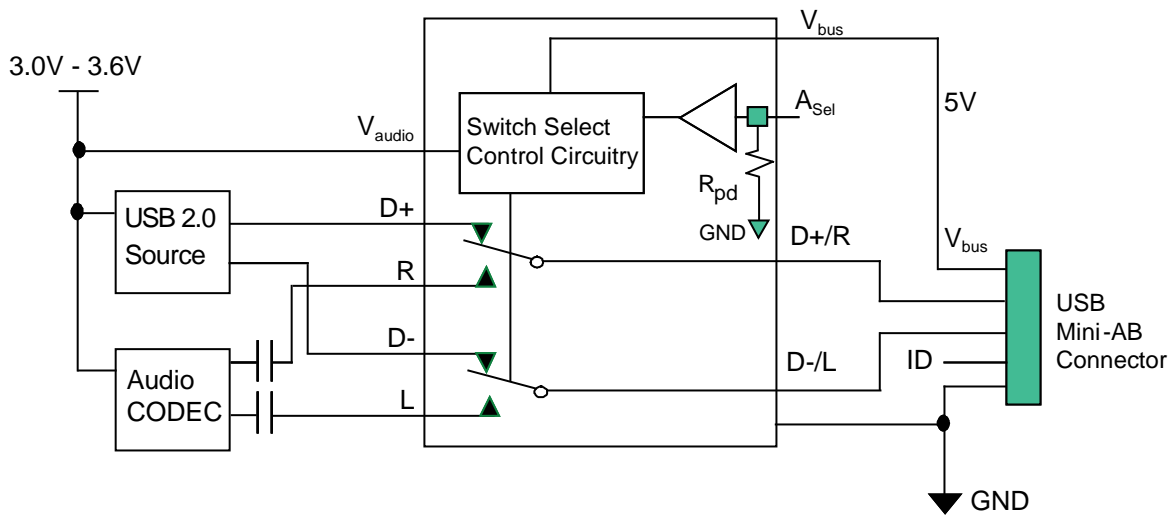 3.0V - 3.6V
Vbus
5V
ASel
Vaudio
Switch Select
Control Circuitry
Rpd
GND
USB 2.0
Source
D+
D+/R
Vbus
R
USB
Mini-AB
Connector
D-
D-/L
ID
Audio
CODEC
L
GND